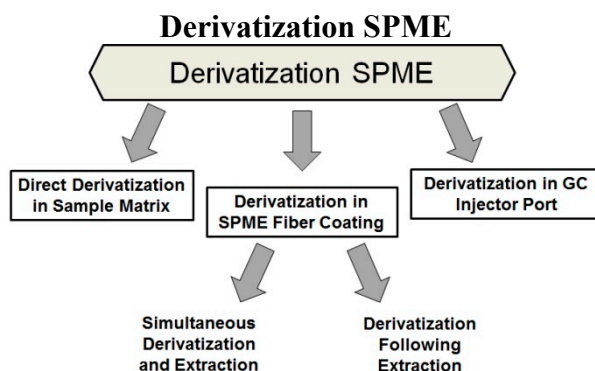 Derivatization SPME
Derivatization SPME
Direct Derivatization
in Sample Matrix
Derivatization in
SPME Fiber Coating
Derivatization in GC
Injector Port
Simultaneous
Derivatization
and Extraction
Derivatization
Following
Extraction